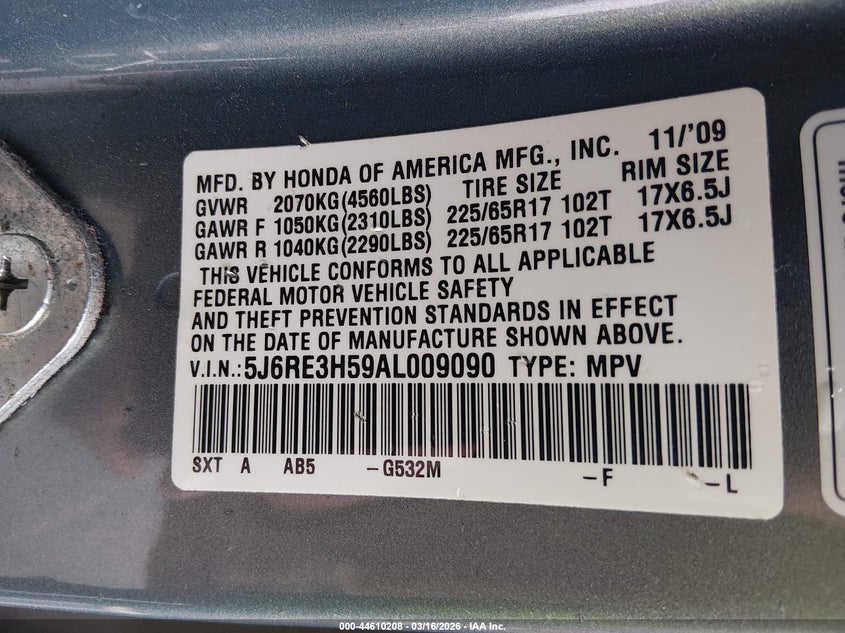 MFD. BY HONDA OF AMERICA MFG., INC. 11/'09
GVWR 2070KG(4560LBS) TIRE SIZE RIM SIZE
GAWR F 1050KG(2310LBS) 225/65R17 102T 17X6.5J
GAWR R 1040KG(2290LBS) 225/65R17 102T 17X6.5J
THIS VEHICLE CONFORMS TO ALL APPLICABLE
FEDERAL MOTOR VEHICLE SAFETY
AND THEFT PREVENTION STANDARDS IN EFFECT
ON THE DATE OF MANUFACTURE SHOWN ABOVE.
V.I.N.:5J6RE3H59AL009090 TYPE: MPV
SXT A AB5 -G532M -F -L
000-44610208 - 03/16/2026 - IAA Inc.